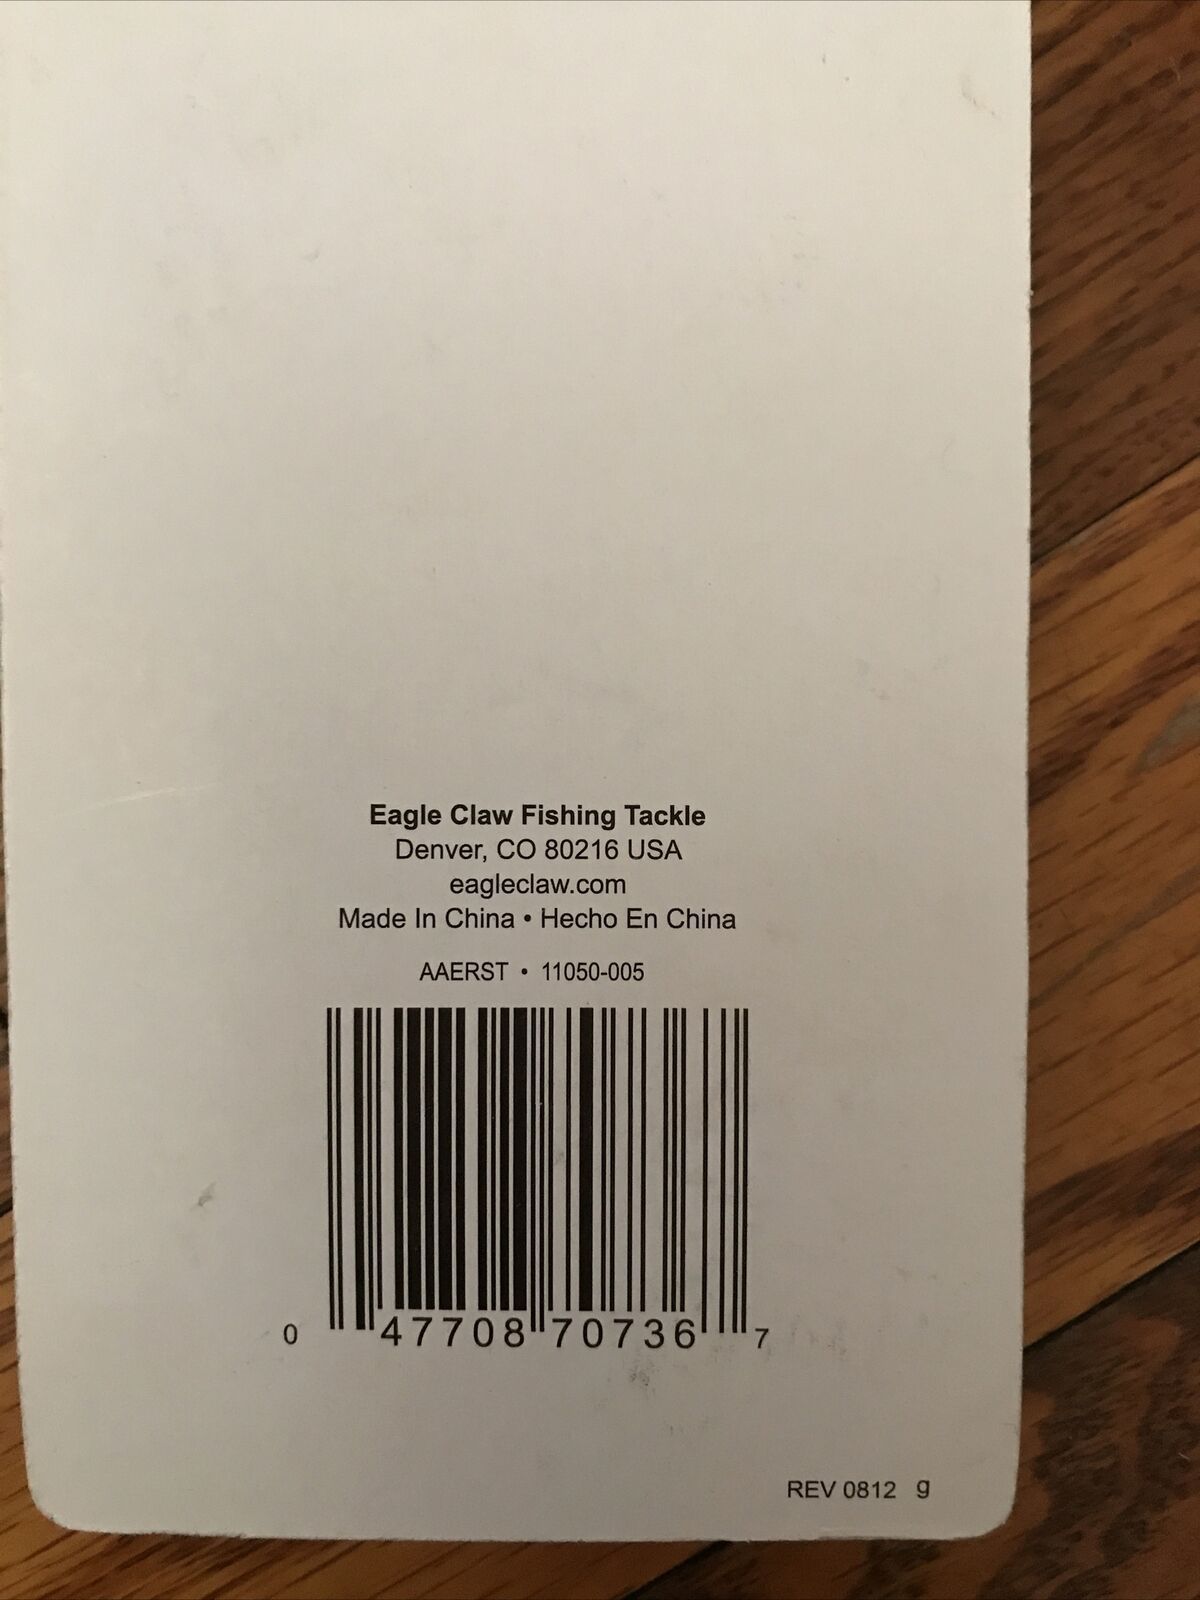 Eagle Claw Fishing Tackle
Denver, CO 80216 USA
eagleclaw.com
Made In China • Hecho En China
AAERST • 11050-005
0 47708 70736 7
REV 0812 g